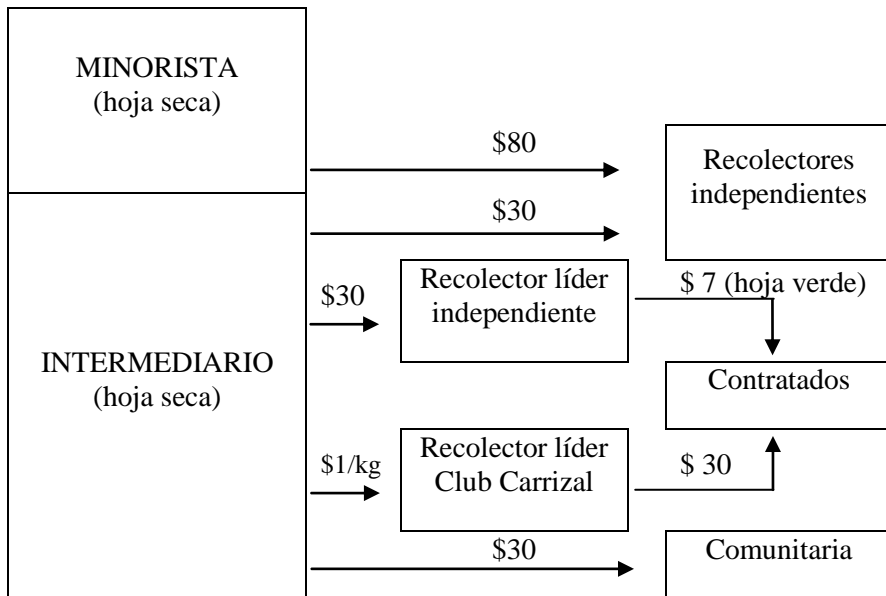 MINORISTA
(hoja seca)
$80
Recolectores
independientes
$30
$30
Recolector líder
independiente
$ 7 (hoja verde)
INTERMEDIARIO
(hoja seca)
Contratados
$1/kg
Recolector líder
Club Carrizal
$ 30
$30
Comunitaria